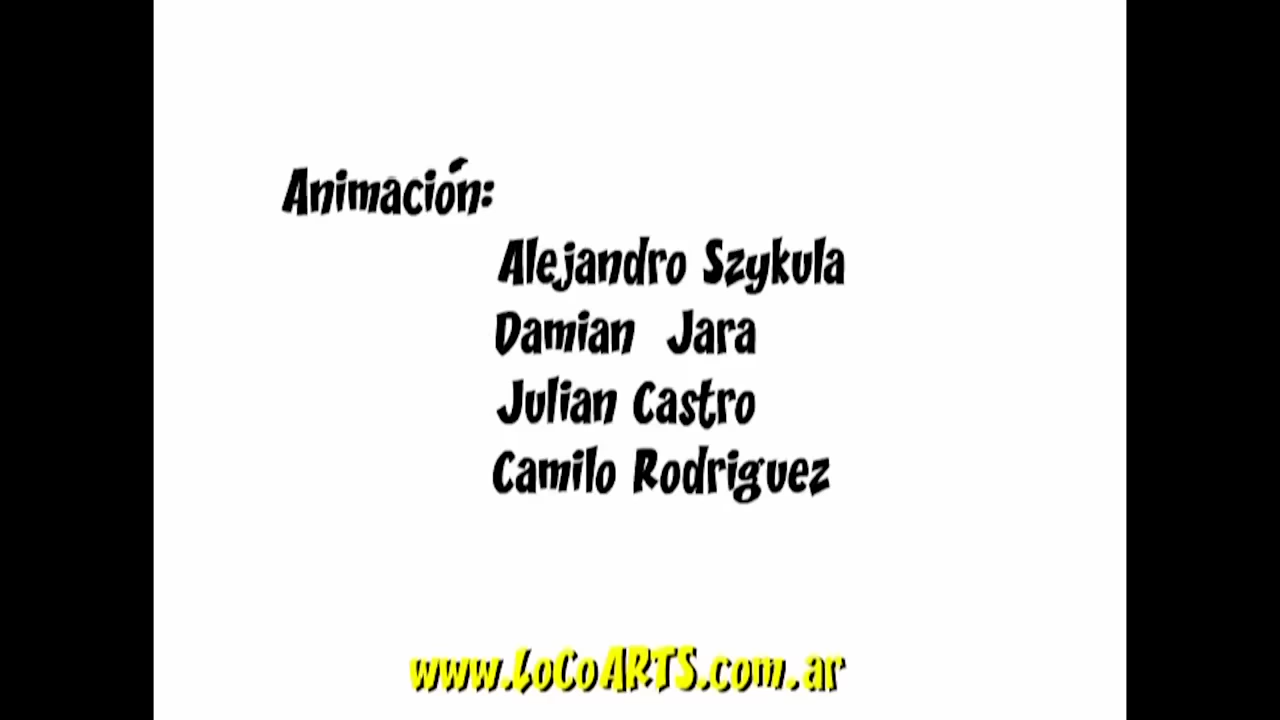 Animación:
Alejandro Szykula
Damian Jara
Julian Castro
Camilo Rodriguez
www.LoCoARTS.com.ar